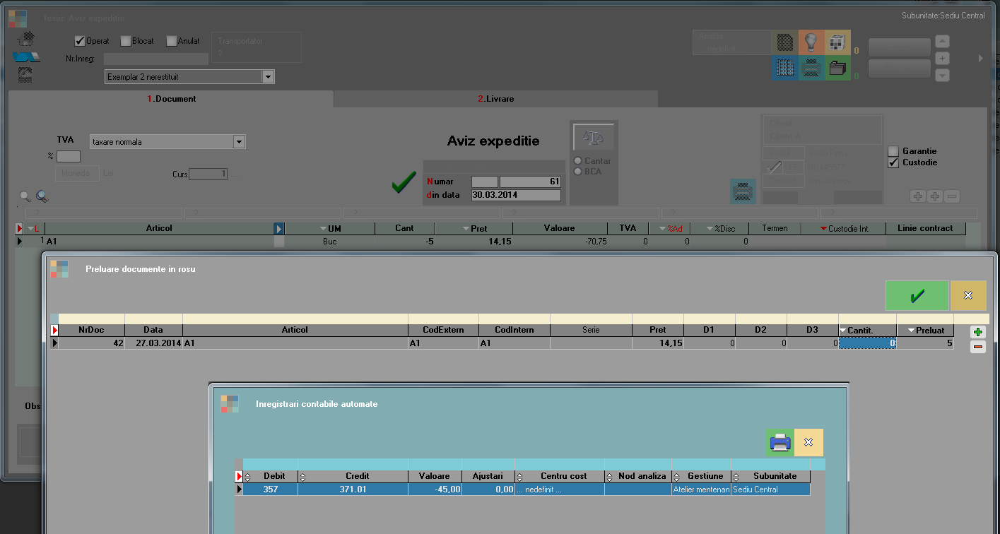 Iesiri: Aviz expeditie
Subunitate:Sediu Central
Operat Blocat Anulat
Transportator
?
Nr.Inreg:
Exemplar 2 nerestituit
Analiza
nedefinit
0
0
1.Document 2.Livrare
TVA taxare normala
%
Moneda Lei Curs 1 ...
Aviz expeditie
Numar 61
din data 30.03.2014
Cantar
BCA
Client
Client A
Sediul Sediu Firma
Garantie
Custodie
...?... ...?... ...?... ...?... ...?... ...?...
L Articol UM Cant Pret Valoare TVA %Ad %Disc Termen Custodie Int. Linie contract
1 A1 Buc -5 14,15 -70,75 0 0 0
Obs
Preluare documente in rosu
NrDoc Data Articol CodExtern CodIntern Serie Pret D1 D2 D3 Cantit. Preluat
42 27.03.2014 A1 A1 A1 14,15 0 0 0 0 5
Inregistrari contabile automate
Debit Credit Valoare Ajustari Centru cost Nod analiza Gestiune Subunitate
357 371.01 -45,00 0,00 ... nedefinit ... Atelier mentenan Sediu Central